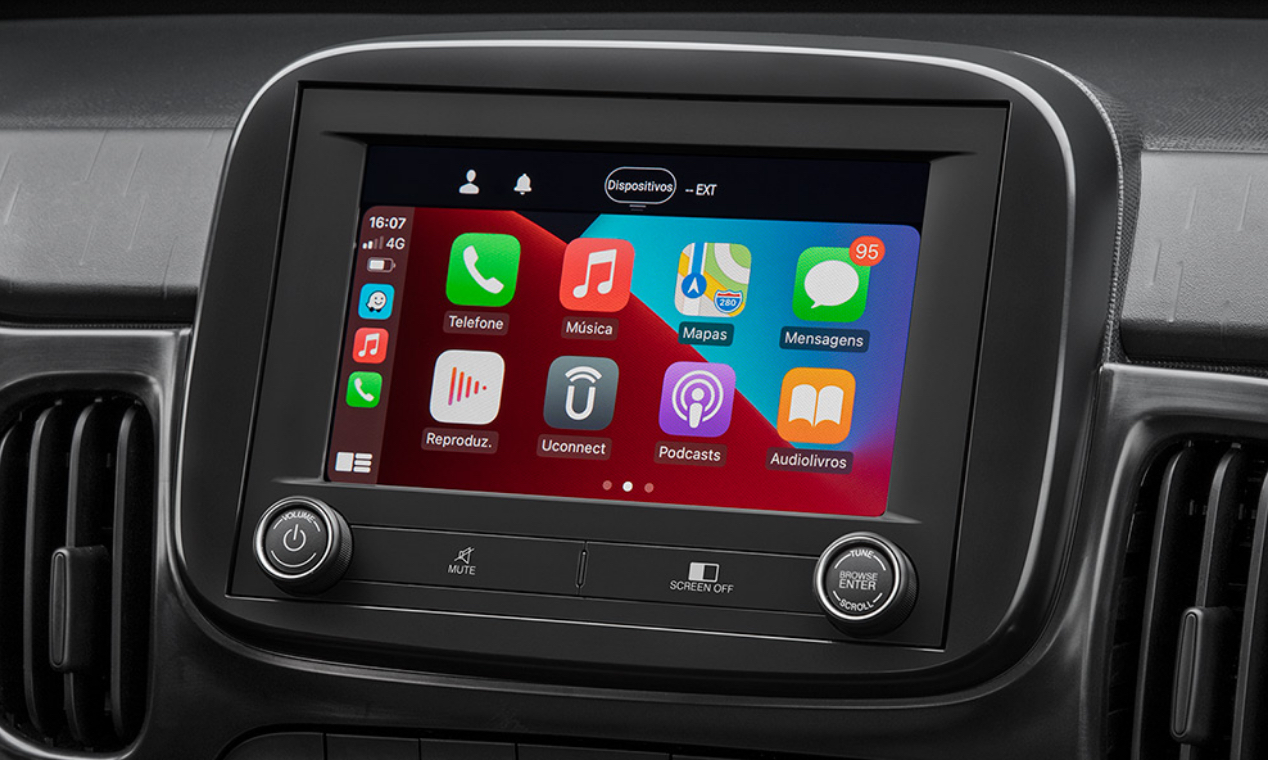 Dispositivos
-- EXT
16:07
4G
95
280
Telefone
Música
Mapas
Mensagens
Reproduz.
Uconnect
Podcasts
Audiolivros
VOLUME
MUTE
SCREEN OFF
TUNE
BROWSE
ENTER
SCROLL